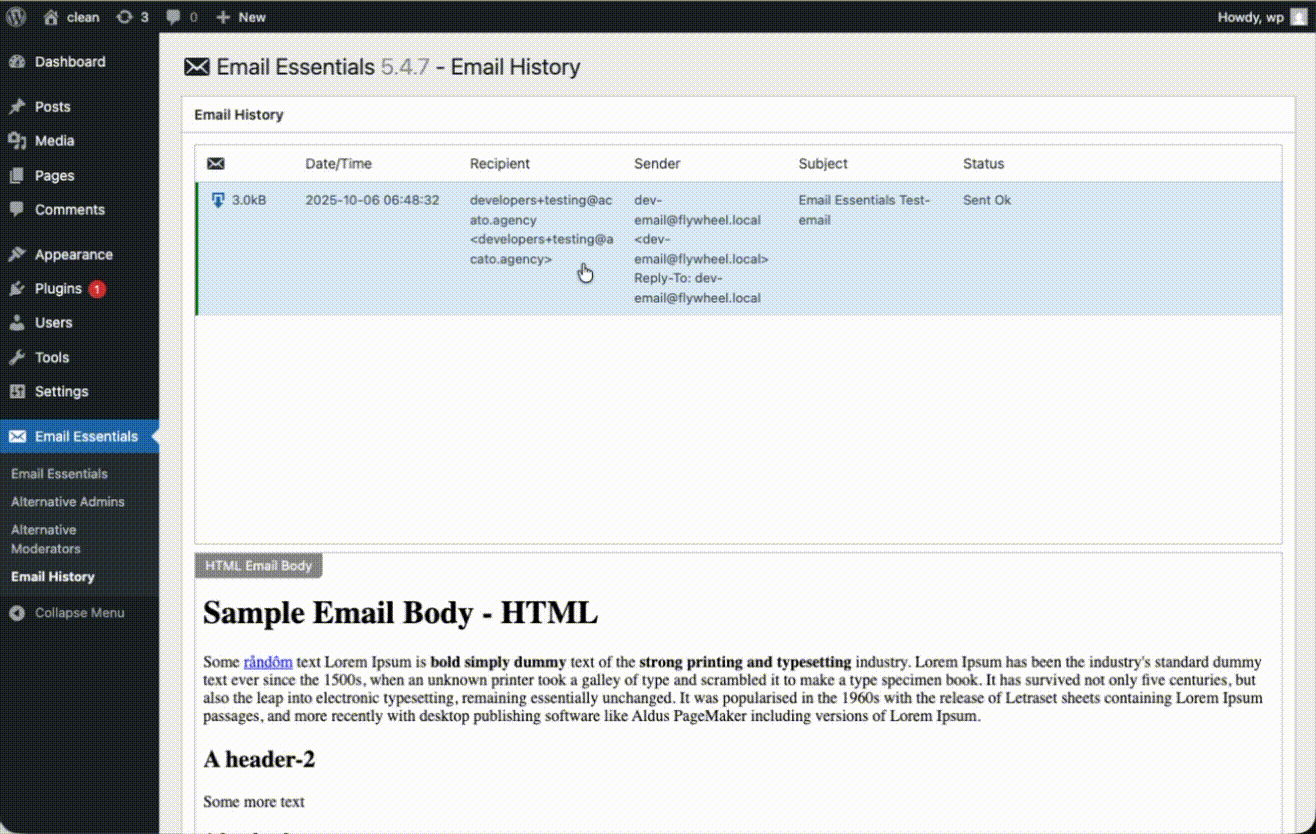 clean 3 0 New Howdy, wp
Dashboard
Posts
Media
Pages
Comments
Appearance
Plugins 1
Users
Tools
Settings
Email Essentials
Email Essentials
Alternative Admins
Alternative
Moderators
Email History
Collapse Menu
Email Essentials 5.4.7 - Email History
Email History
Date/Time Recipient Sender Subject Status
3.0kB 2025-10-06 06:48:32 developers+testing@ac dev- Email Essentials Test- Sent Ok
ato.agency email@flywheel.local email
<developers+testing@a <dev-
cato.agency> email@flywheel.local>
Reply-To: dev-
email@flywheel.local
HTML Email Body
Sample Email Body - HTML
Some råndôm text Lorem Ipsum is bold simply dummy text of the strong printing and typesetting industry. Lorem Ipsum has been the industry's standard dummy
text ever since the 1500s, when an unknown printer took a galley of type and scrambled it to make a type specimen book. It has survived not only five centuries, but
also the leap into electronic typesetting, remaining essentially unchanged. It was popularised in the 1960s with the release of Letraset sheets containing Lorem Ipsum
passages, and more recently with desktop publishing software like Aldus PageMaker including versions of Lorem Ipsum.
A header-2
Some more text